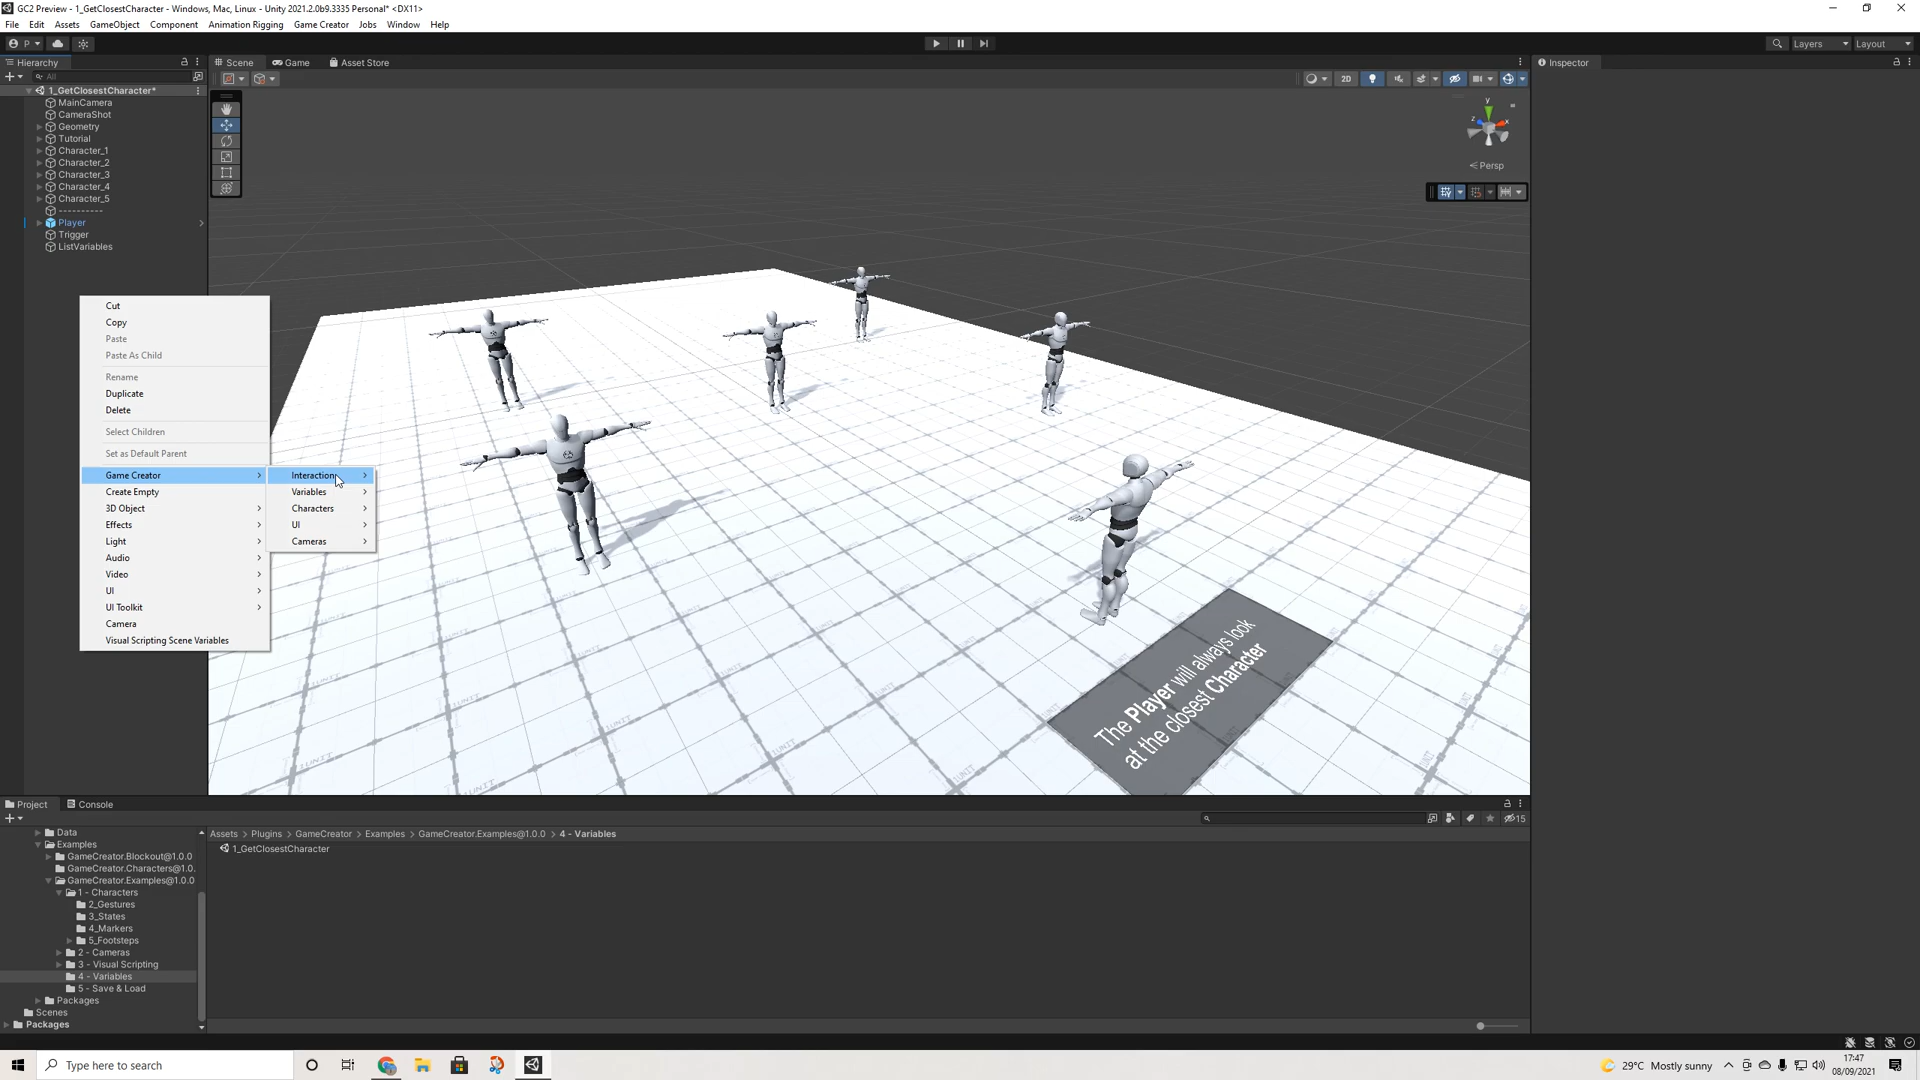 GC2 Preview - 1_GetClosestCharacter - Windows, Mac, Linux - Unity 2021.2.0b9.3335 Personal* <DX11>
File Edit Assets GameObject Component Animation Rigging Game Creator Jobs Window Help
P
Layers Layout
Hierarchy
All
1_GetClosestCharacter*
MainCamera
CameraShot
Geometry
Tutorial
Character_1
Character_2
Character_3
Character_4
Character_5
----------
Player
Trigger
ListVariables
Scene Game Asset Store
2D
y
x
z
Persp
Inspector
Cut
Copy
Paste
Paste As Child
Rename
Duplicate
Delete
Select Children
Set as Default Parent
Game Creator
Create Empty
3D Object
Effects
Light
Audio
Video
UI
UI Toolkit
Camera
Visual Scripting Scene Variables
Interaction
Variables
Characters
UI
Cameras
The Player will always look
at the closest Character
Project Console
15
Data
Examples
GameCreator.Blockout@1.0.0
GameCreator.Characters@1.0.
GameCreator.Examples@1.0.0
1 - Characters
2_Gestures
3_States
4_Markers
5_Footsteps
2 - Cameras
3 - Visual Scripting
4 - Variables
5 - Save & Load
Packages
Scenes
Packages
Assets > Plugins > GameCreator > Examples > GameCreator.Examples@1.0.0 > 4 - Variables
1_GetClosestCharacter
Type here to search
29°C Mostly sunny
17:47
08/09/2021